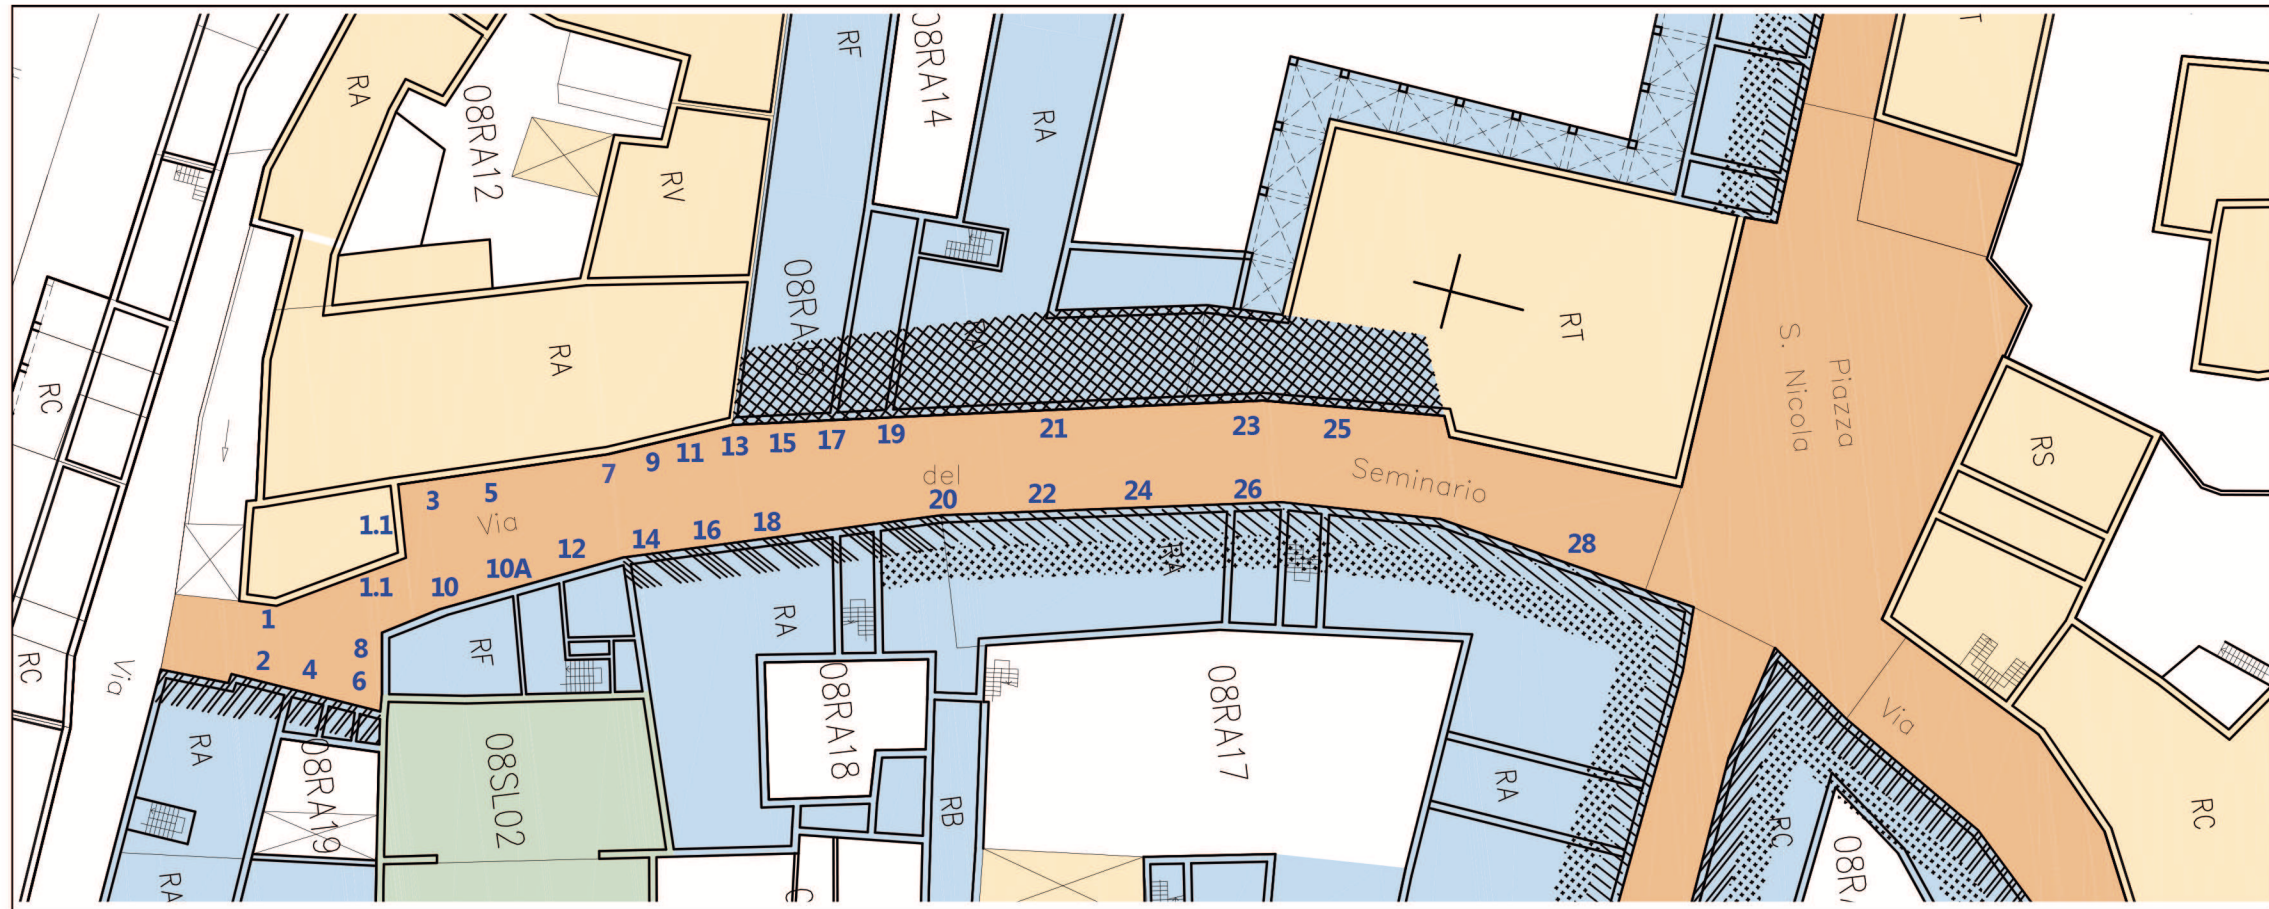 RA
08RA12
RV
RF
08RA14
RA
T
08RA13
RA
RA
RT
Piazza
S. Nicola
RS
RC
RC
Via
13
15
17
19
21
23
25
7
9
11
3
5
1.1
Via
del
Seminario
20
22
24
26
28
12
14
16
18
10
10A
1.1
1
8
2
4
6
RF
RA
RA
Via
RA
08RA19
08SL02
08RA18
RB
08RA17
RA
RC
RC
RA